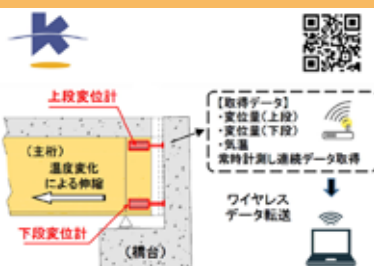 上段変位計
(主桁)
温度変化
による伸縮
下段変位計
(橋台)
【取得データ】
・変位量(上段)
・変位量(下段)
・気温
常時計測し連続データ取得
ワイヤレス
データ転送